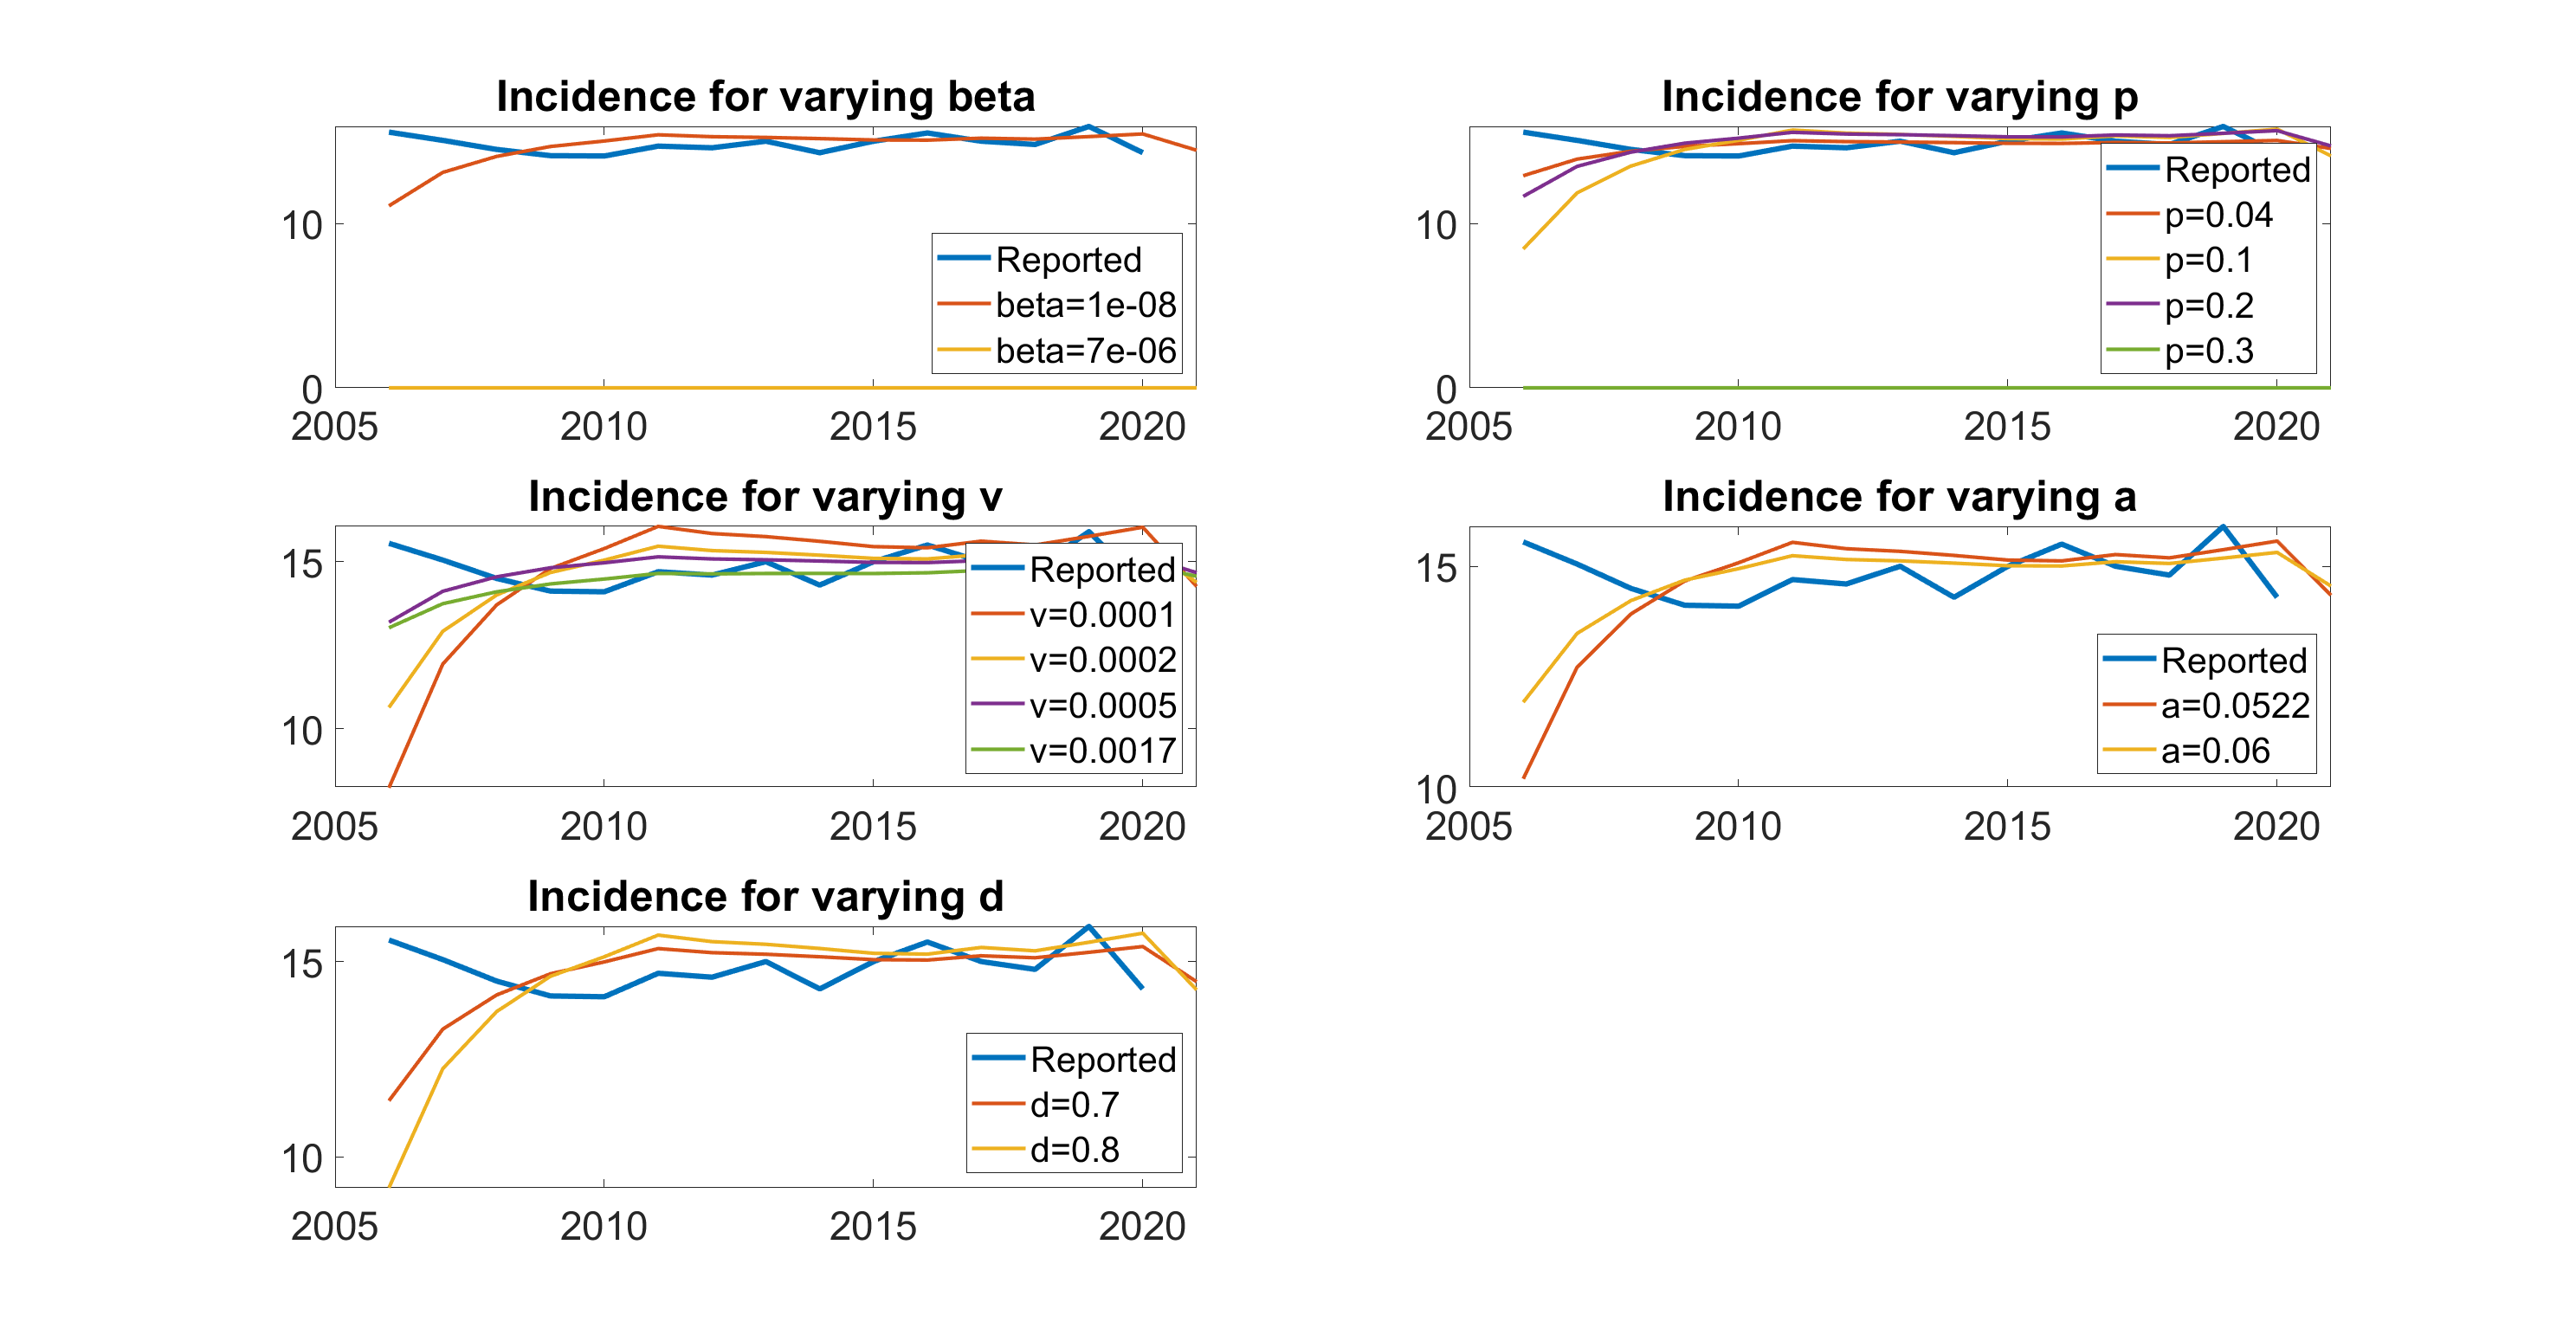 Incidence for varying beta
10
0
2005 2010 2015 2020
Reported
beta=1e-08
beta=7e-06
Incidence for varying p
10
0
2005 2010 2015 2020
Reported
p=0.04
p=0.1
p=0.2
p=0.3
Incidence for varying v
15
10
2005 2010 2015 2020
Reported
v=0.0001
v=0.0002
v=0.0005
v=0.0017
Incidence for varying a
15
10
2005 2010 2015 2020
Reported
a=0.0522
a=0.06
Incidence for varying d
15
10
2005 2010 2015 2020
Reported
d=0.7
d=0.8